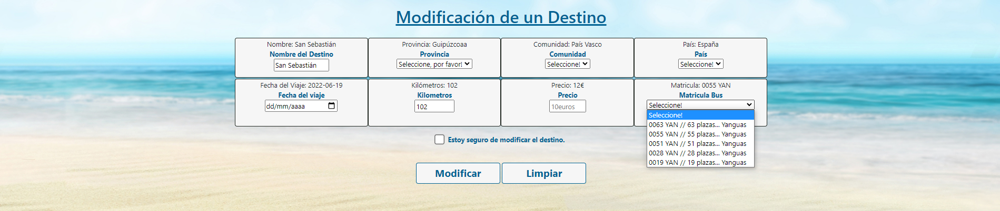 Modificación de un Destino
Nombre: San Sebastián
Nombre del Destino
San Sebastián
Provincia: Guipúzcoaa
Provincia
Seleccione, por favor!
Comunidad: País Vasco
Comunidad
Seleccione!
País: España
País
Seleccione!
Fecha del Viaje: 2022-06-19
Fecha del viaje
dd/mm/aaaa
Kilómetros: 102
Kilometros
102
Precio: 12€
Precio
10euros
Matricula: 0055 YAN
Matricula Bus
Seleccione!
Seleccione!
0063 YAN // 63 plazas... Yanguas
0055 YAN // 55 plazas... Yanguas
0051 YAN // 51 plazas... Yanguas
0028 YAN // 28 plazas... Yanguas
0019 YAN // 19 plazas... Yanguas
Estoy seguro de modificar el destino.
Modificar
Limpiar